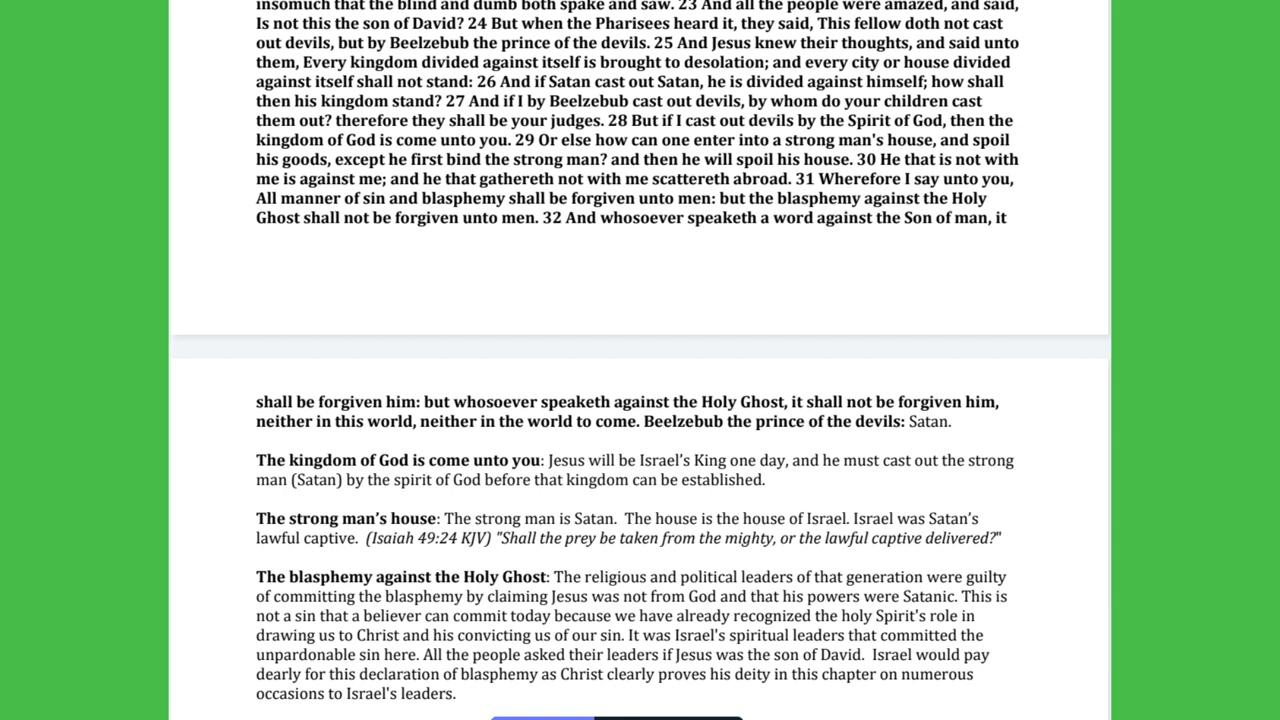 insomuch that the blind and dumb both spake and saw. 23 And all the people were amazed, and said,
Is not this the son of David? 24 But when the Pharisees heard it, they said, This fellow doth not cast
out devils, but by Beelzebub the prince of the devils. 25 And Jesus knew their thoughts, and said unto
them, Every kingdom divided against itself is brought to desolation; and every city or house divided
against itself shall not stand: 26 And if Satan cast out Satan, he is divided against himself; how shall
then his kingdom stand? 27 And if I by Beelzebub cast out devils, by whom do your children cast
them out? therefore they shall be your judges. 28 But if I cast out devils by the Spirit of God, then the
kingdom of God is come unto you. 29 Or else how can one enter into a strong man's house, and spoil
his goods, except he first bind the strong man? and then he will spoil his house. 30 He that is not with
me is against me; and he that gathereth not with me scattereth abroad. 31 Wherefore I say unto you,
All manner of sin and blasphemy shall be forgiven unto men: but the blasphemy against the Holy
Ghost shall not be forgiven unto men. 32 And whosoever speaketh a word against the Son of man, it
shall be forgiven him: but whosoever speaketh against the Holy Ghost, it shall not be forgiven him,
neither in this world, neither in the world to come. Beelzebub the prince of the devils: Satan.
The kingdom of God is come unto you: Jesus will be Israel’s King one day, and he must cast out the strong
man (Satan) by the spirit of God before that kingdom can be established.
The strong man’s house: The strong man is Satan.  The house is the house of Israel. Israel was Satan’s
lawful captive.  (Isaiah 49:24 KJV) "Shall the prey be taken from the mighty, or the lawful captive delivered?"
The blasphemy against the Holy Ghost: The religious and political leaders of that generation were guilty
of committing the blasphemy by claiming Jesus was not from God and that his powers were Satanic. This is
not a sin that a believer can commit today because we have already recognized the holy Spirit's role in
drawing us to Christ and his convicting us of our sin. It was Israel's spiritual leaders that committed the
unpardonable sin here. All the people asked their leaders if Jesus was the son of David.  Israel would pay
dearly for this declaration of blasphemy as Christ clearly proves his deity in this chapter on numerous
occasions to Israel's leaders.